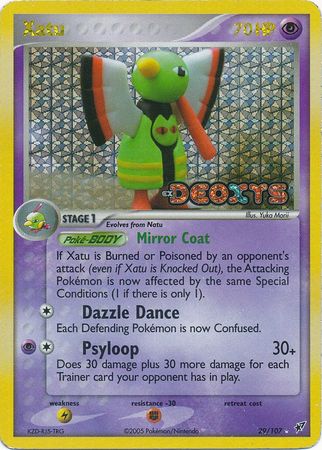 Xatu 70 HP
DEOXYS
Illus. Yuka Morii
STAGE 1
Evolves from Natu
Poké-BODY Mirror Coat
If Xatu is Burned or Poisoned by an opponent's
attack (even if Xatu is Knocked Out), the Attacking
Pokémon is now affected by the same Special
Conditions (1 if there is only 1).
Dazzle Dance
Each Defending Pokémon is now Confused.
Psyloop 30+
Does 30 damage plus 30 more damage for each
Trainer card your opponent has in play.
weakness resistance -30 retreat cost
KZD-RJS-TRG ©2005 Pokémon/Nintendo 29/107